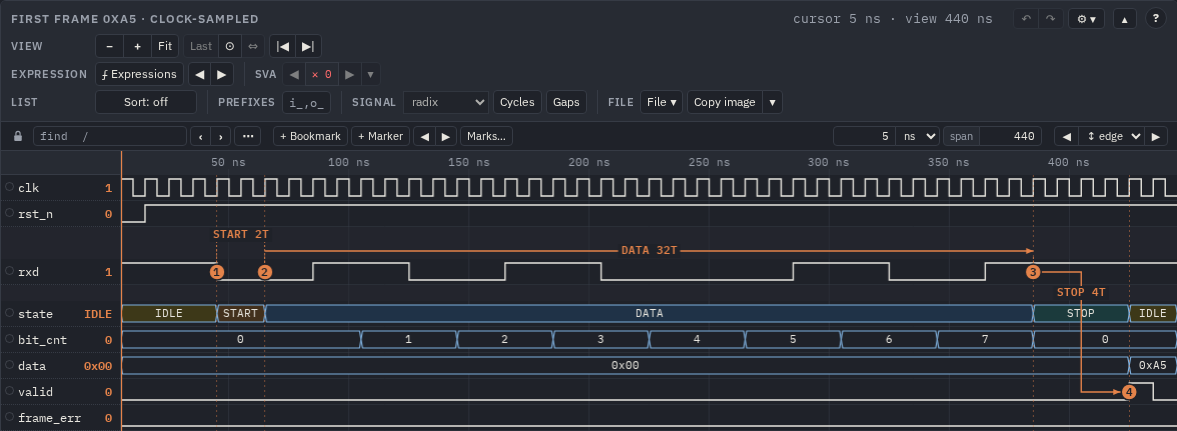 FIRST FRAME 0XA5 · CLOCK-SAMPLED cursor 5 ns · view 440 ns ↶ ↷ ⚙ ▾ ▲ ?
VIEW − + Fit Last ⊙ ⇔ |◀ ▶|
EXPRESSION ⨍ Expressions ◀ ▶ SVA ◀ × 0 ▶ ▾
LIST Sort: off PREFIXES i_,o_ SIGNAL radix Cycles Gaps FILE File ▾ Copy image ▾
find / ‹ › ··· + Bookmark + Marker ◀ ▶ Marks... 5 ns span 440 ◀ ↕ edge ▶
50 ns 100 ns 150 ns 200 ns 250 ns 300 ns 350 ns 400 ns
clk 1
rst_n 0
START 2T
DATA 32T
rxd 1 1 2 3
STOP 4T
state IDLE IDLE START DATA STOP IDLE
bit_cnt 0 0 1 2 3 4 5 6 7 0
data 0x00 0x00 0xA5
valid 0 4
frame_err 0